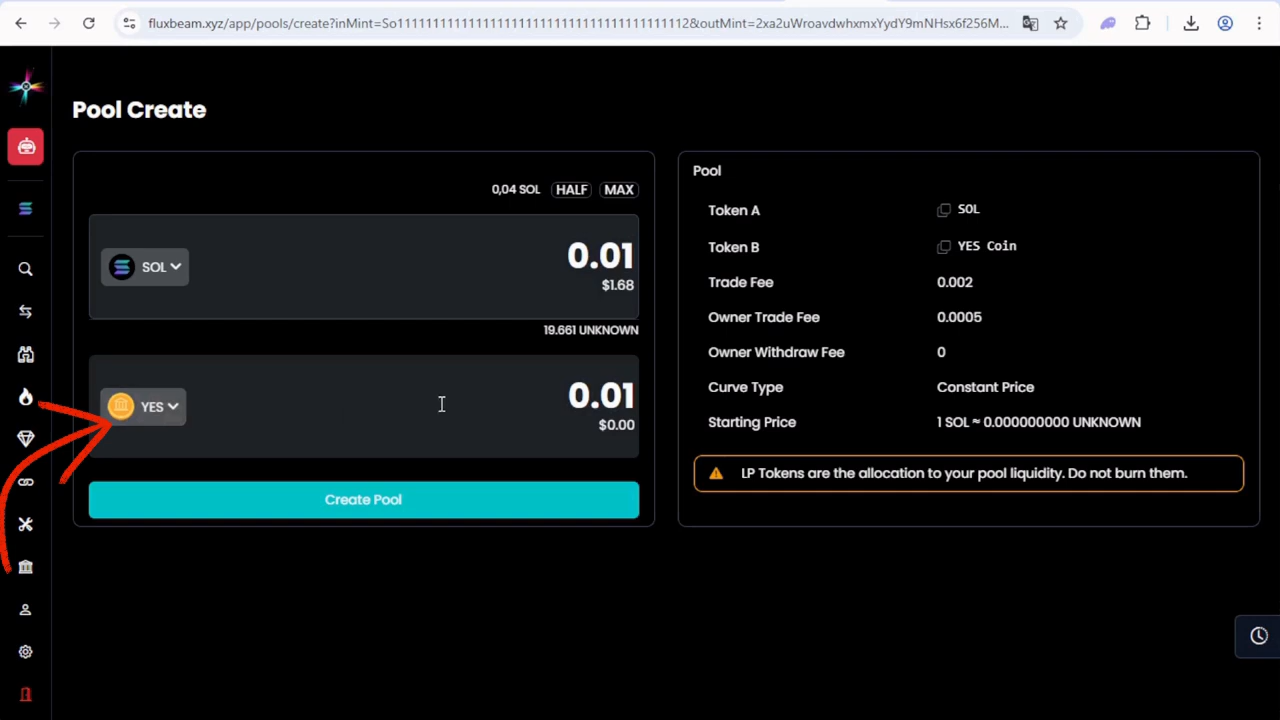 fluxbeam.xyz/app/pools/create?inMint=So11111111111111111111111111111111111111112&outMint=2xa2uWroavdwhxmxYydY9mNHsx6f256M...
Pool Create
0,04 SOL HALF MAX
SOL
0.01
$1.68
19.661 UNKNOWN
YES
0.01
$0.00
Create Pool
Pool
Token A SOL
Token B YES Coin
Trade Fee 0.002
Owner Trade Fee 0.0005
Owner Withdraw Fee 0
Curve Type Constant Price
Starting Price 1 SOL ≈ 0.000000000 UNKNOWN
LP Tokens are the allocation to your pool liquidity. Do not burn them.